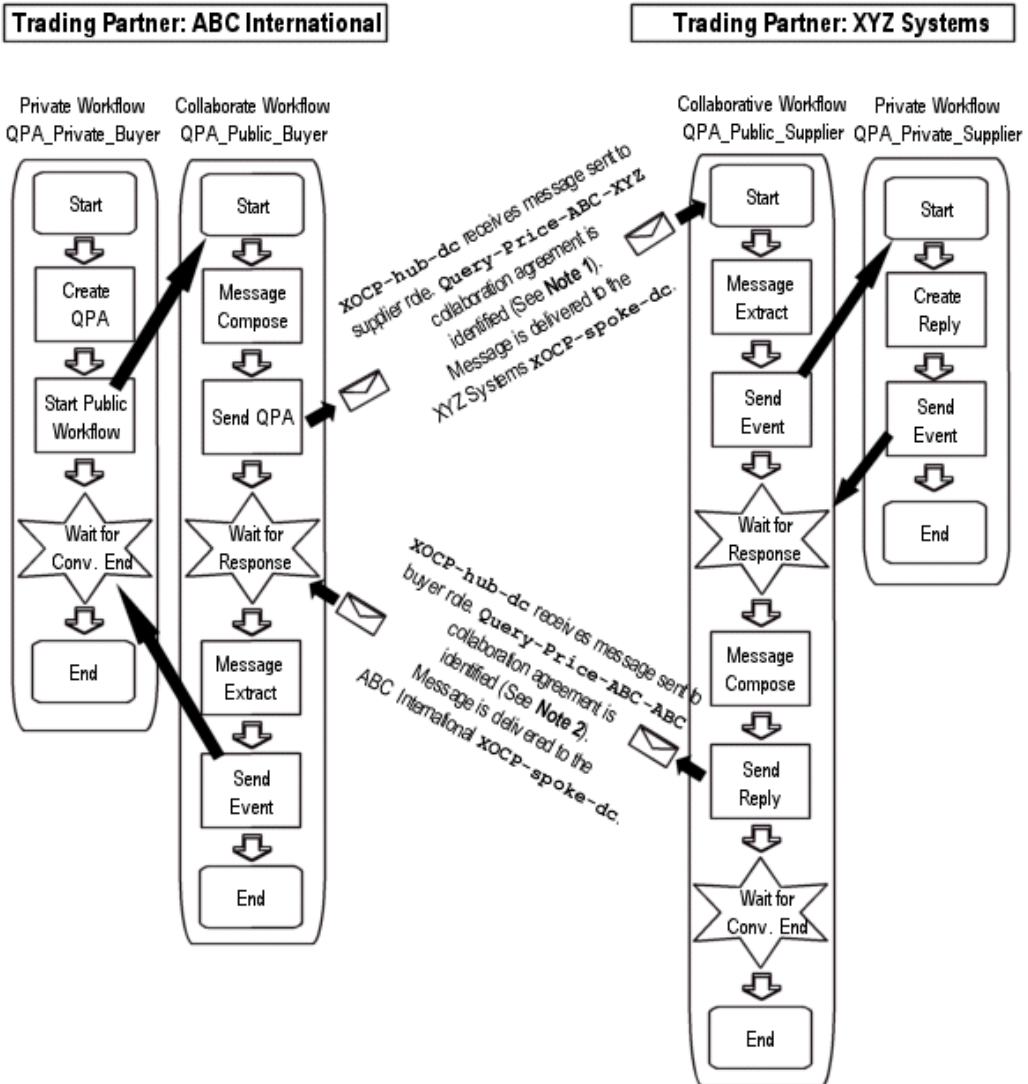 Trading Partner: ABC International
Trading Partner: XYZ Systems
Private Workflow
QPA_Private_Buyer
Collaborate Workflow
QPA_Public_Buyer
Collaborative Workflow
QPA_Public_Supplier
Private Workflow
QPA_Private_Supplier
Start
Create
QPA
Start Public
Workflow
Wait for
Conv. End
End
Start
Message
Compose
Send QPA
Wait for
Response
Message
Extract
Send
Event
End
XOCP-hub-dc receives message sent to
supplier role. Query-Price-ABC-XYZ
collaboration agreement is
identified (See Note 1).
Message is delivered to the
XYZ Systems XOCP-spoke-dc.
XOCP-hub-dc receives message sent to
buyer role. Query-Price-ABC-ABC
collaboration agreement is
identified (See Note 2).
Message is delivered to the
ABC International XOCP-spoke-dc.
Start
Message
Extract
Send
Event
Wait for
Response
Message
Compose
Send
Reply
Wait for
Conv. End
End
Start
Create
Reply
Send
Event
End